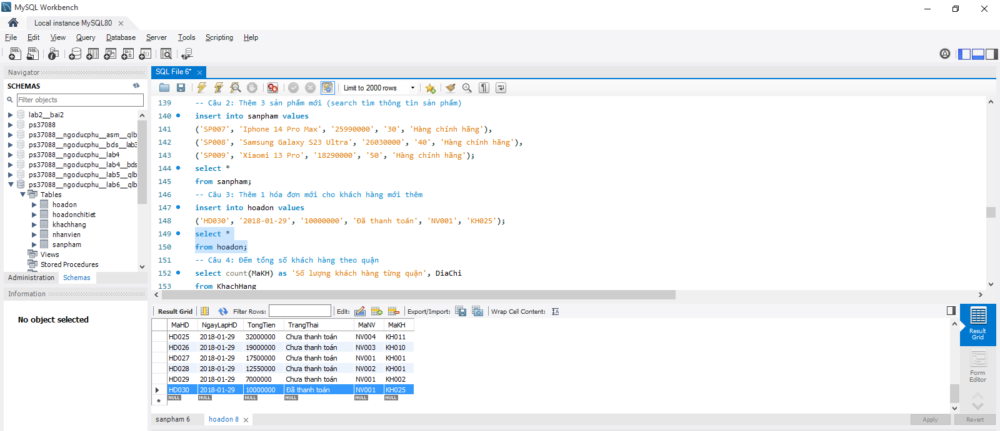 MySQL Workbench
Local instance MySQL80
File Edit View Query Database Server Tools Scripting Help
Navigator
SCHEMAS
Filter objects
lab2__bai2
ps37088
ps37088__ngoducphu__asm__qlb
ps37088__ngoducphu__bds__lab3
ps37088__ngoducphu__lab4
ps37088__ngoducphu__lab4__bds
ps37088__ngoducphu__lab5__qlb
ps37088__ngoducphu__lab6__qlb
Tables
hoadon
hoadonchitiet
khachhang
nhanvien
sanpham
Views
Stored Procedures
Administration Schemas
Information
No object selected
SQL File 6*
Limit to 2000 rows
139 -- Câu 2: Thêm 3 sản phẩm mới (search tìm thông tin sản phẩm)
140 insert into sanpham values
141 ('SP007', 'Iphone 14 Pro Max', '25990000', '30', 'Hàng chính hãng'),
142 ('SP008', 'Samsung Galaxy S23 Ultra', '26030000', '40', 'Hàng chính hãng'),
143 ('SP009', 'Xiaomi 13 Pro', '18290000', '50', 'Hàng chính hãng');
144 select *
145 from sanpham;
146 -- Câu 3: Thêm 1 hóa đơn mới cho khách hàng mới thêm
147 insert into hoadon values
148 ('HD030', '2018-01-29', '10000000', 'Đã thanh toán', 'NV001', 'KH025');
149 select *
150 from hoadon;
151 -- Câu 4: Đếm tổng số khách hàng theo quận
152 select count(MaKH) as 'Số lượng khách hàng từng quận', DiaChi
153 from KhachHang
Result Grid Filter Rows: Edit: Export/Import: Wrap Cell Content:
MaHD NgayLapHD TongTien TrangThai MaNV MaKH
HD025 2018-01-29 32000000 Chưa thanh toán NV004 KH011
HD026 2018-01-29 19000000 Chưa thanh toán NV003 KH010
HD027 2018-01-29 17500000 Chưa thanh toán NV001 KH001
HD028 2018-01-29 12550000 Chưa thanh toán NV002 KH001
HD029 2018-01-29 7000000 Chưa thanh toán NV001 KH002
HD030 2018-01-29 10000000 Đã thanh toán NV001 KH025
NULL NULL NULL NULL NULL NULL
Result
Grid
Form
Editor
sanpham 6 hoadon 8
Apply Revert